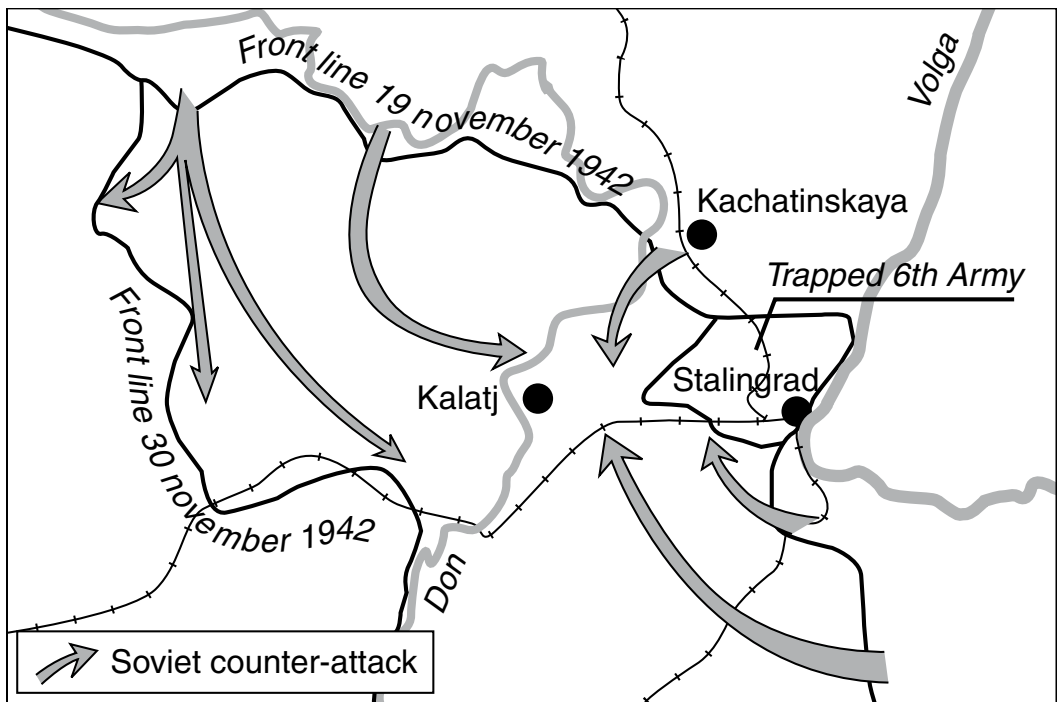 Front line 19 november 1942
Volga
Kachatinskaya
Trapped 6th Army
Front line 30 november 1942
Stalingrad
Kalatj
Don
Soviet counter-attack